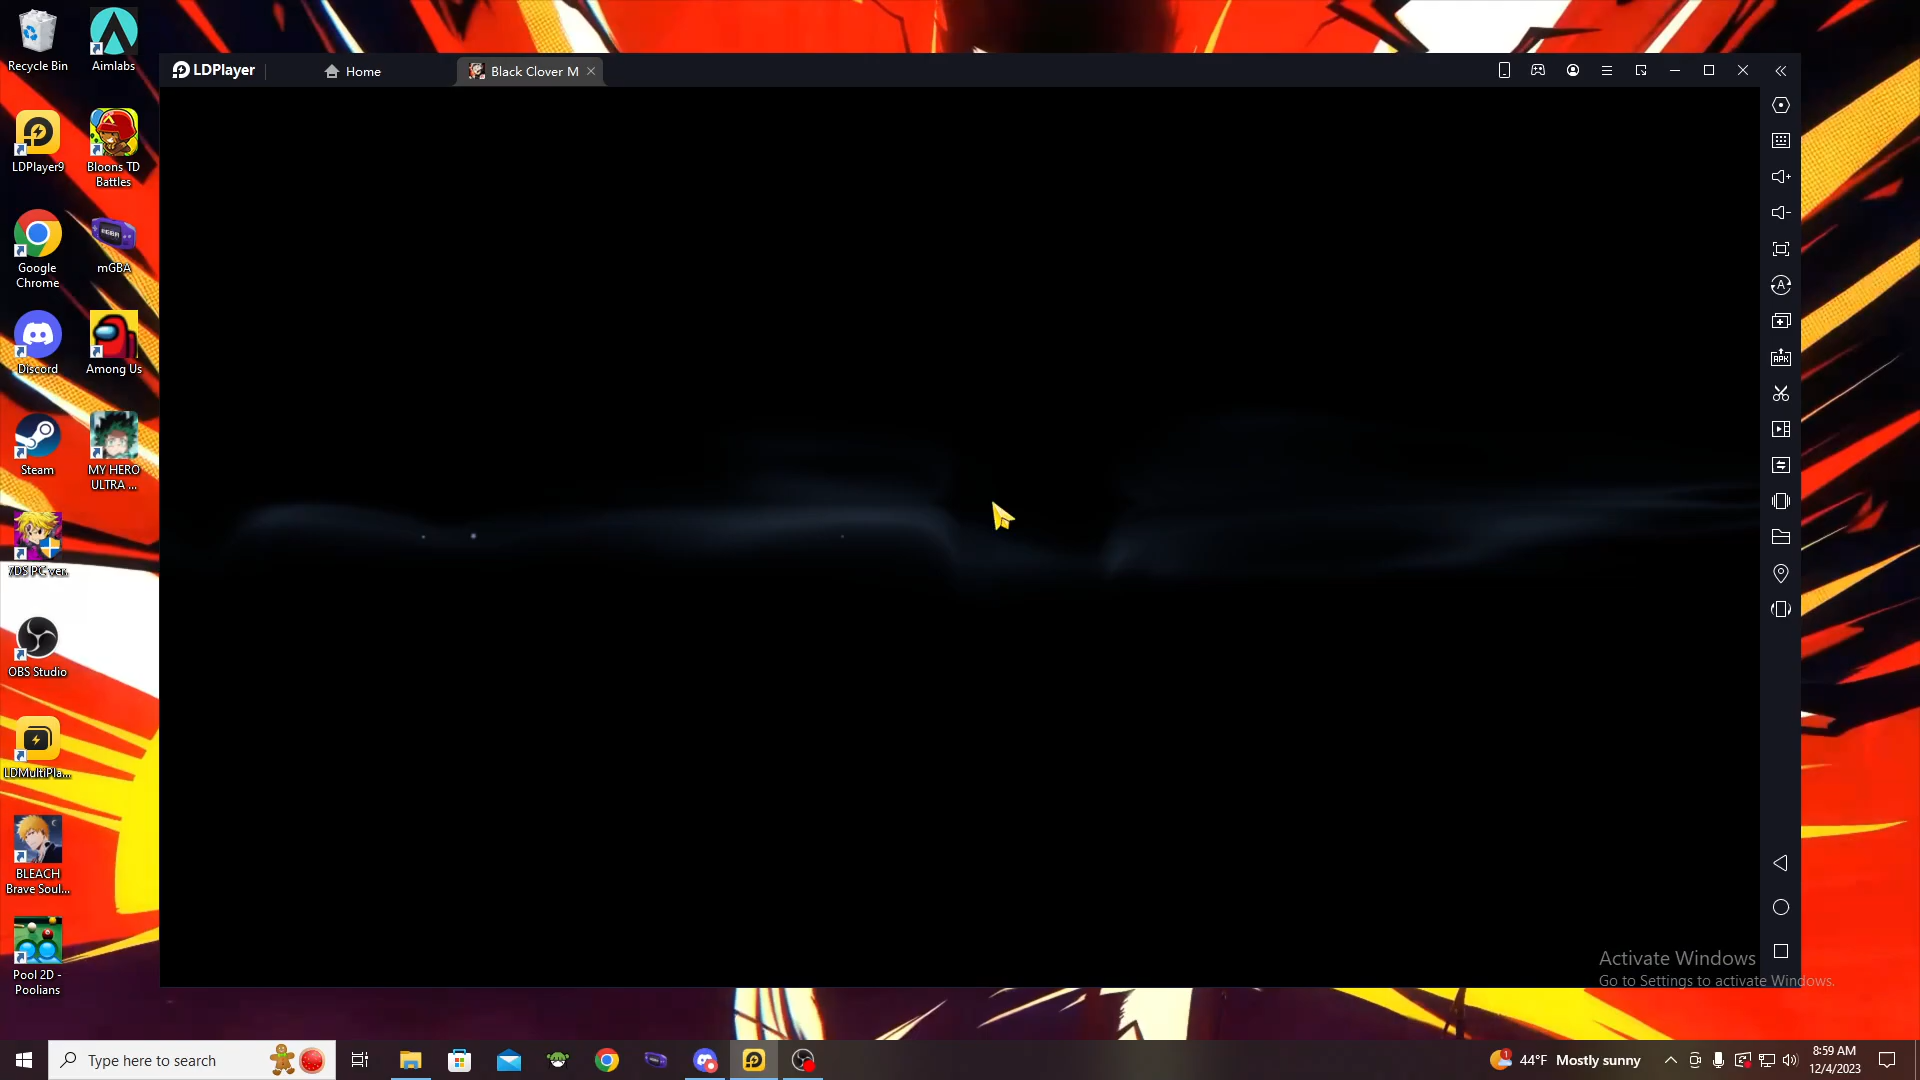 Recycle Bin
Aimlabs
LDPlayer
Home
Black Clover M
LDPlayer9
Bloons TD
Battles
Google
Chrome
mGBA
Discord
Among Us
Steam
MY HERO
ULTRA ...
7DS PC ver.
OBS Studio
LDMultiPla...
BLEACH
Brave Soul...
Pool 2D -
Poolians
APK
Activate Windows
Go to Settings to activate Windows.
Type here to search
1
44°F Mostly sunny
8:59 AM
12/4/2023